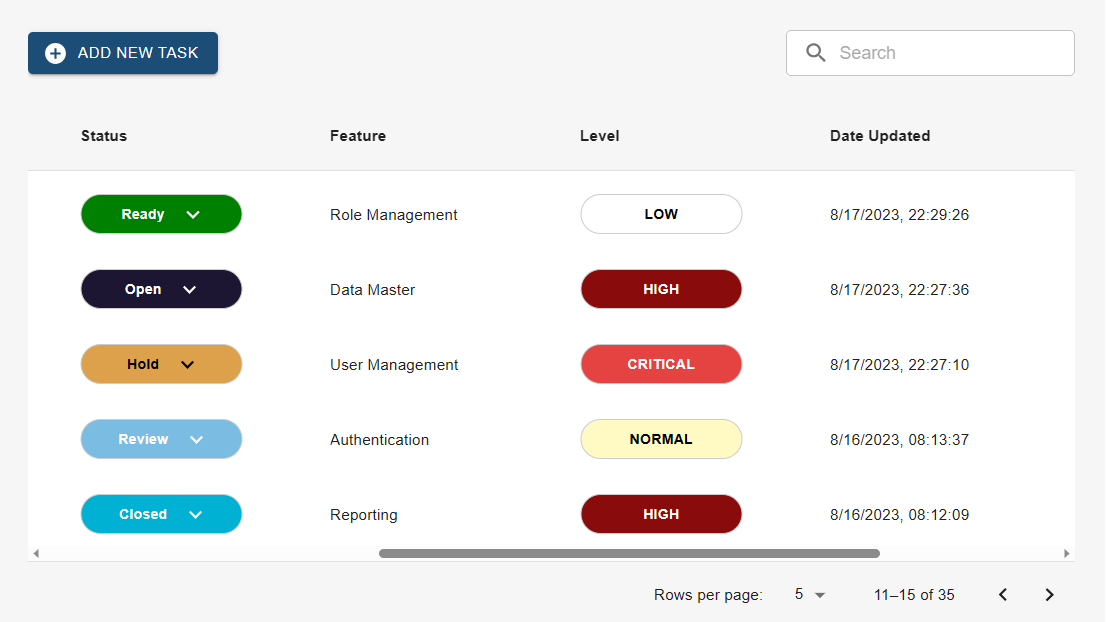 ADD NEW TASK
Search
Status Feature Level Date Updated
Ready Role Management LOW 8/17/2023, 22:29:26
Open Data Master HIGH 8/17/2023, 22:27:36
Hold User Management CRITICAL 8/17/2023, 22:27:10
Review Authentication NORMAL 8/16/2023, 08:13:37
Closed Reporting HIGH 8/16/2023, 08:12:09
Rows per page: 5 11–15 of 35